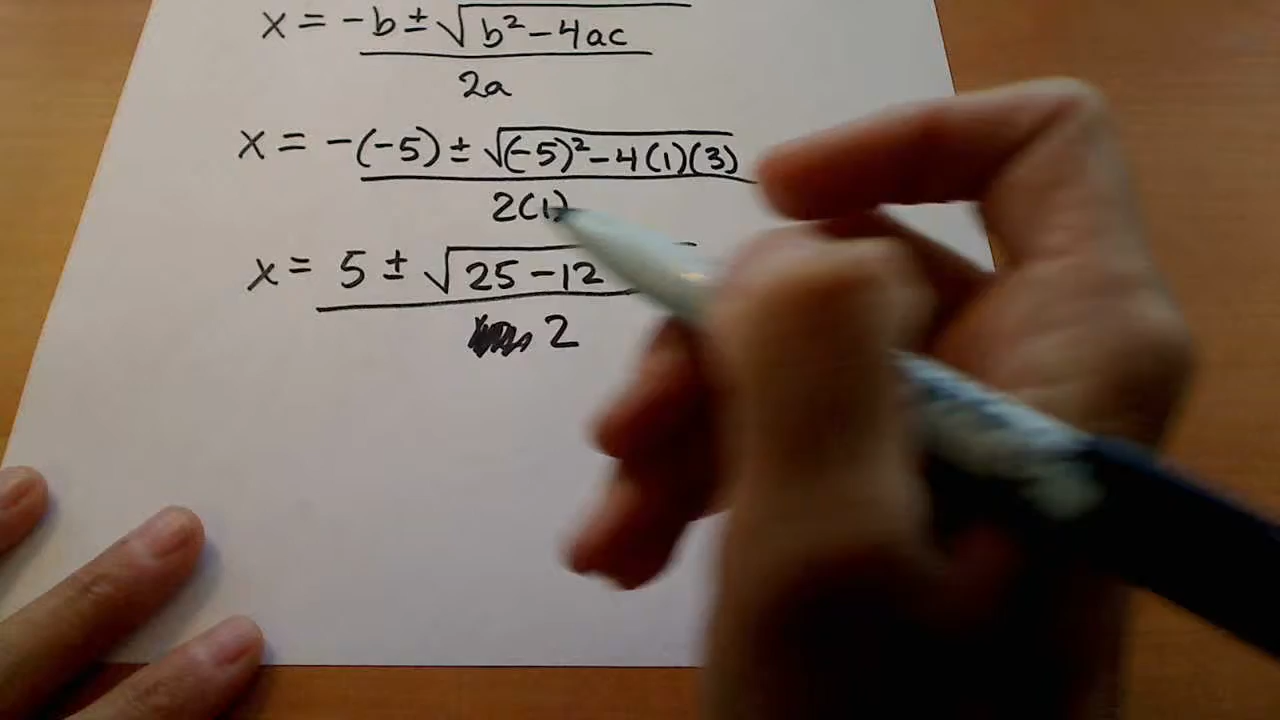 x = -b ± √b² - 4ac
2a
x = -(-5) ± √(-5)² - 4(1)(3)
2(1)
x = 5 ± √25 - 12
2